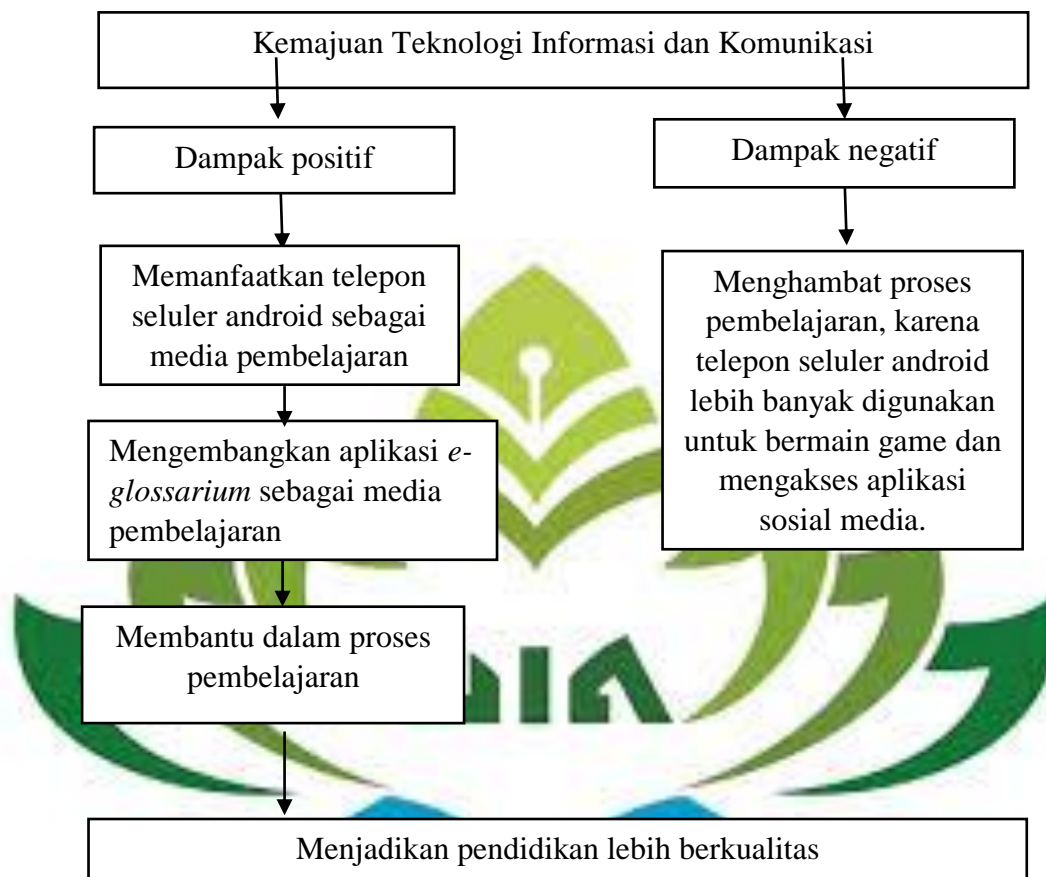 Kemajuan Teknologi Informasi dan Komunikasi
Dampak positif
Dampak negatif
Memanfaatkan telepon
seluler android sebagai
media pembelajaran
Menghambat proses
pembelajaran, karena
telepon seluler android
lebih banyak digunakan
untuk bermain game dan
mengakses aplikasi
sosial media.
Mengembangkan aplikasi e-
glossarium sebagai media
pembelajaran
Membantu dalam proses
pembelajaran
Menjadikan pendidikan lebih berkualitas